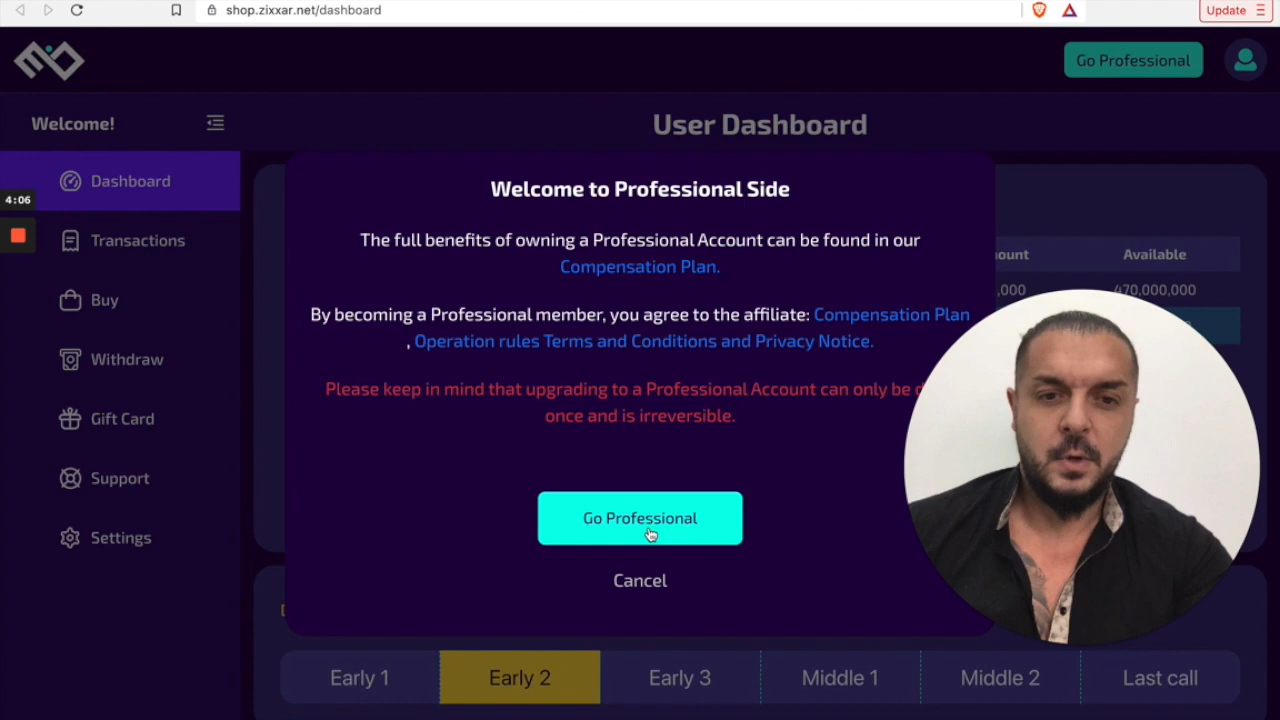 shop.zixxar.net/dashboard
Update
Go Professional
Welcome!
User Dashboard
Dashboard
4:06
Transactions
Buy
Withdraw
Gift Card
Support
Settings
Welcome to Professional Side
The full benefits of owning a Professional Account can be found in our
Compensation Plan.
By becoming a Professional member, you agree to the affiliate: Compensation Plan
, Operation rules Terms and Conditions and Privacy Notice.
Please keep in mind that upgrading to a Professional Account can only be
once and is irreversible.
Go Professional
Cancel
Available
470,000,000
Early 1
Early 2
Early 3
Middle 1
Middle 2
Last call